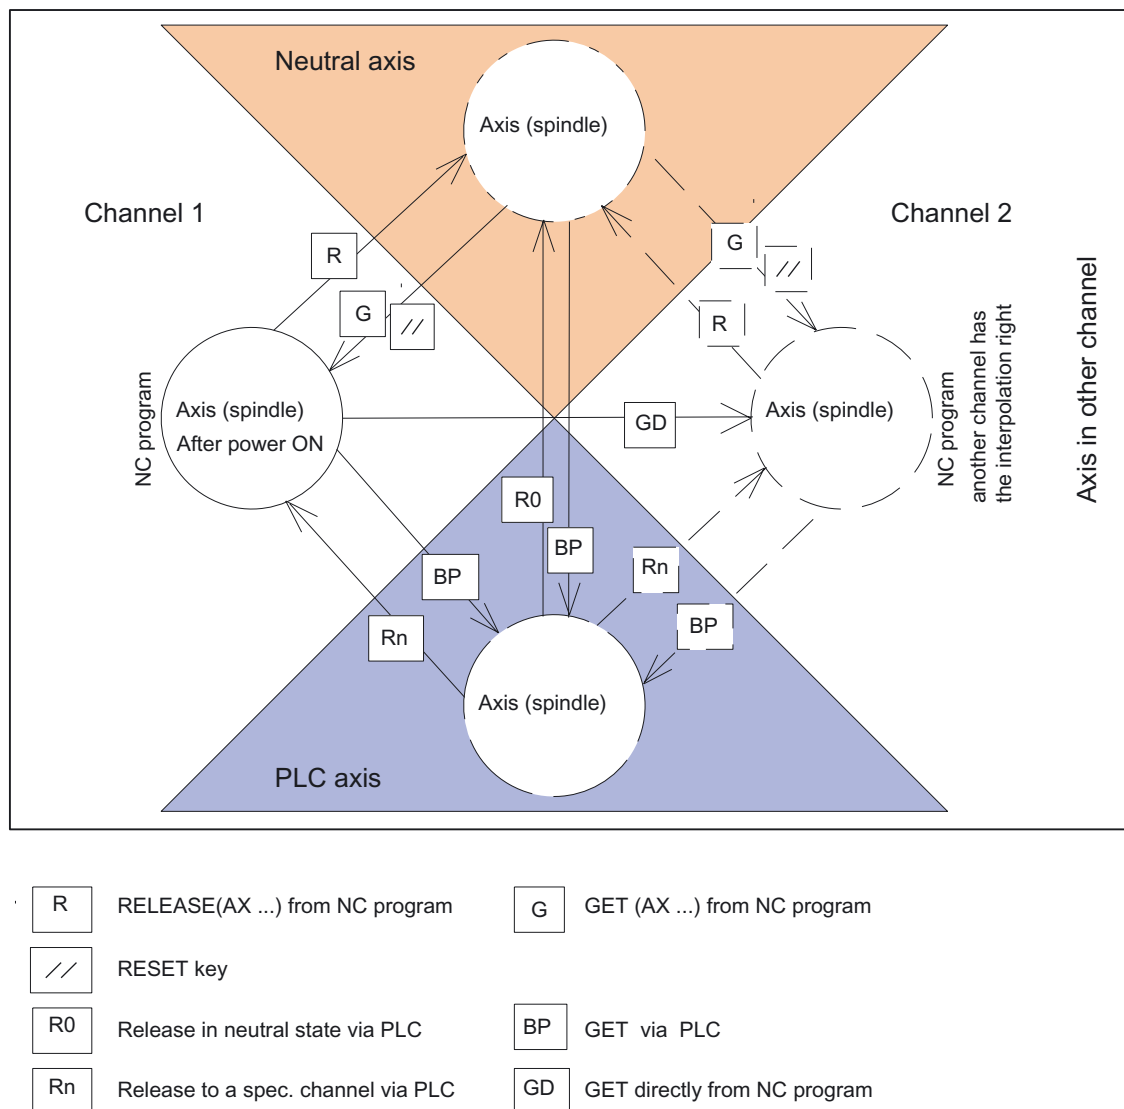 Neutral axis
Axis (spindle)
Channel 1
Channel 2
R
G
//
G
//
R
NC program
Axis (spindle)
After power ON
GD
Axis (spindle)
NC program
another channel has
the interpolation right
Axis in other channel
R0
BP
BP
Rn
Rn
BP
Axis (spindle)
PLC axis
R RELEASE(AX ...) from NC program
G GET (AX ...) from NC program
// RESET key
R0 Release in neutral state via PLC
BP GET via PLC
Rn Release to a spec. channel via PLC
GD GET directly from NC program